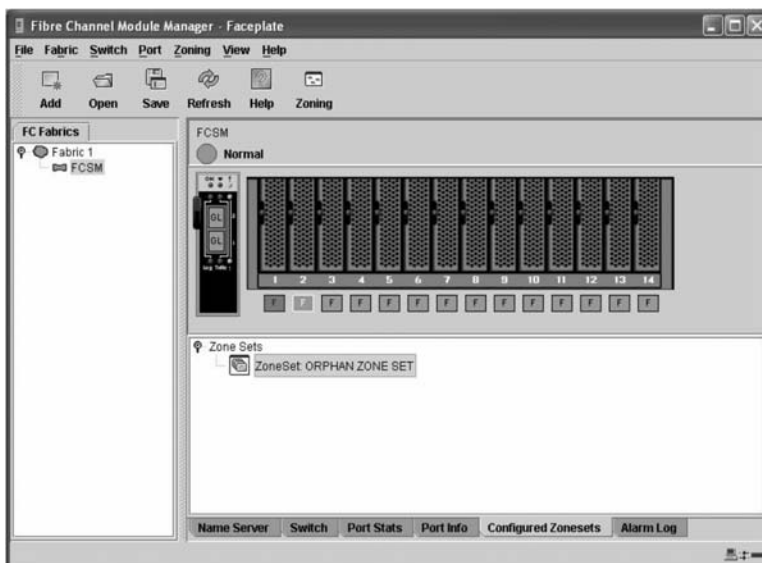 Fibre Channel Module Manager - Faceplate
File Fabric Switch Port Zoning View Help
Add Open Save Refresh Help Zoning
FC Fabrics
Fabric 1
FCSM
FCSM
Normal
GL
GL
1 2 3 4 5 6 7 8 9 10 11 12 13 14
F F F F F F F F F F F F F F
Zone Sets
ZoneSet: ORPHAN ZONE SET
Name Server Switch Port Stats Port Info Configured Zonesets Alarm Log